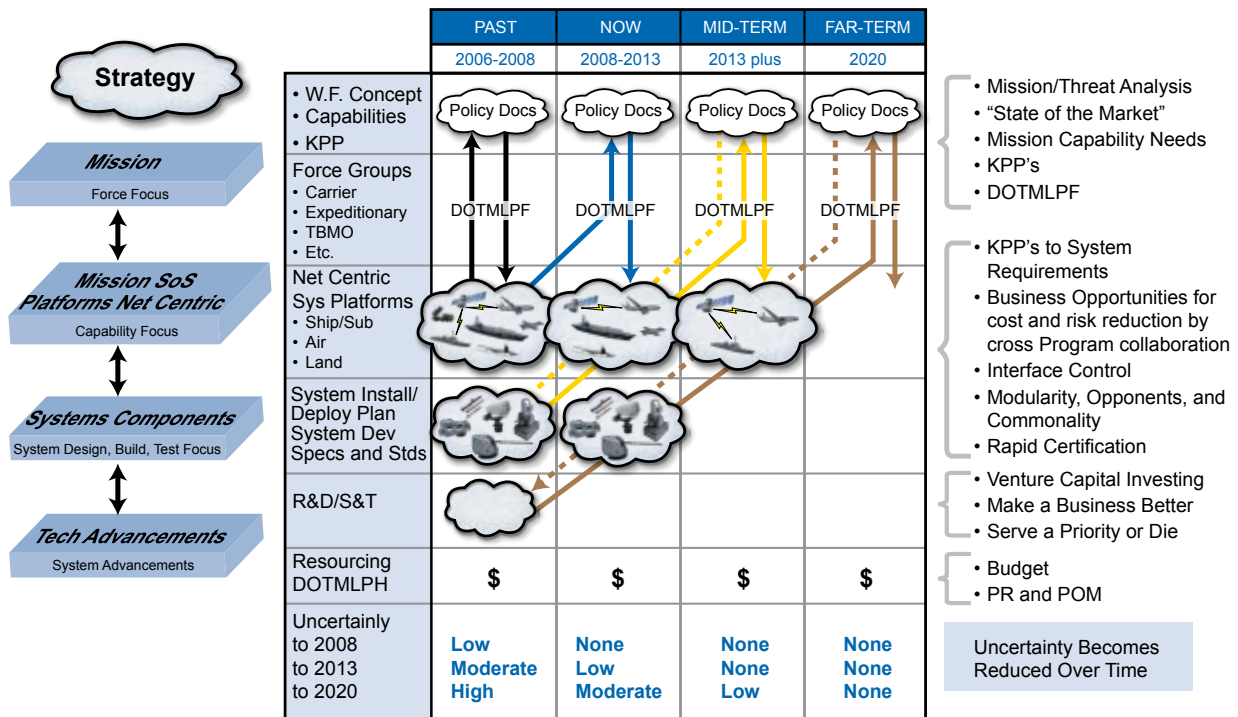 PAST NOW MID-TERM FAR-TERM
2006-2008 2008-2013 2013 plus 2020
Strategy
Mission
Force Focus
Mission SoS
Platforms Net Centric
Capability Focus
Systems Components
System Design, Build, Test Focus
Tech Advancements
System Advancements
• W.F. Concept
• Capabilities
• KPP
Policy Docs Policy Docs Policy Docs Policy Docs
Force Groups
• Carrier
• Expeditionary
• TBMO
• Etc.
DOTMLPF DOTMLPF DOTMLPF DOTMLPF
Net Centric
Sys Platforms
• Ship/Sub
• Air
• Land
System Install/
Deploy Plan
System Dev
Specs and Stds
R&D/S&T
Resourcing
DOTMLPH
$ $ $ $
Uncertainly
to 2008 Low None None None
to 2013 Moderate Low None None
to 2020 High Moderate Low None
• Mission/Threat Analysis
• “State of the Market”
• Mission Capability Needs
• KPP's
• DOTMLPF
• KPP's to System
Requirements
• Business Opportunities for
cost and risk reduction by
cross Program collaboration
• Interface Control
• Modularity, Opponents, and
Commonality
• Rapid Certification
• Venture Capital Investing
• Make a Business Better
• Serve a Priority or Die
• Budget
• PR and POM
Uncertainty Becomes
Reduced Over Time